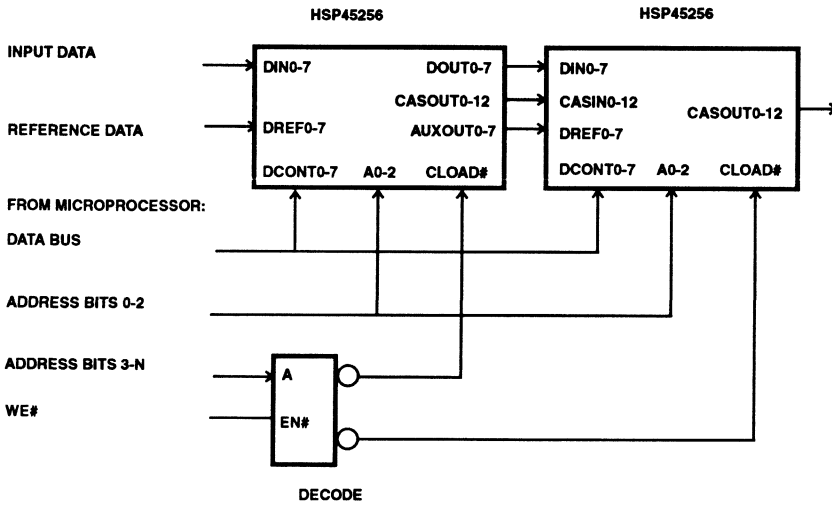 HSP45256
HSP45256
INPUT DATA
DIN0-7
DOUT0-7
DIN0-7
CASOUT0-12
CASIN0-12
CASOUT0-12
REFERENCE DATA
DREF0-7
AUXOUT0-7
DREF0-7
DCONT0-7 A0-2 CLOAD#
DCONT0-7 A0-2 CLOAD#
FROM MICROPROCESSOR:
DATA BUS
ADDRESS BITS 0-2
ADDRESS BITS 3-N
A
WE#
EN#
DECODE